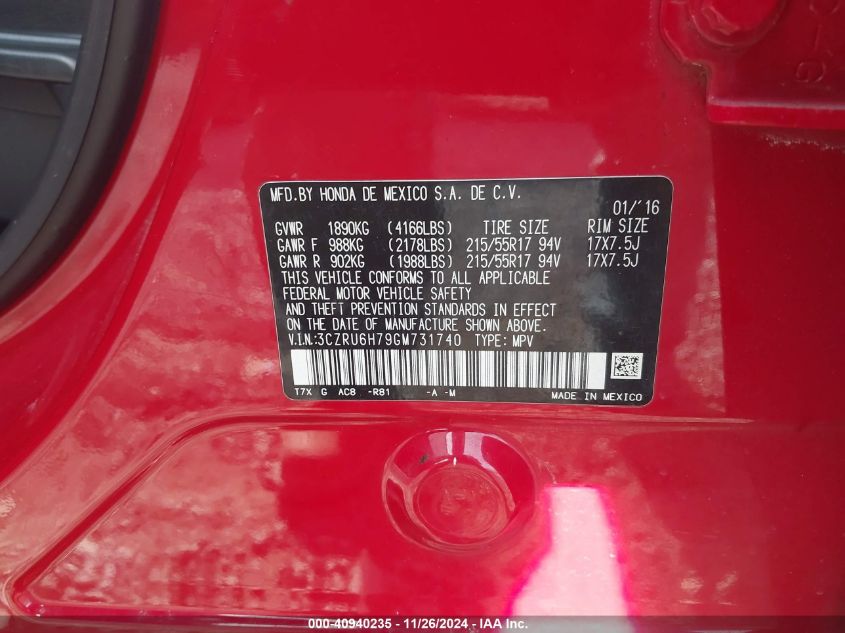 MFD.BY HONDA DE MEXICO S.A. DE C.V.
01/'16
GVWR 1890KG (4166LBS) TIRE SIZE RIM SIZE
GAWR F 988KG (2178LBS) 215/55R17 94V 17X7.5J
GAWR R 902KG (1988LBS) 215/55R17 94V 17X7.5J
THIS VEHICLE CONFORMS TO ALL APPLICABLE
FEDERAL MOTOR VEHICLE SAFETY
AND THEFT PREVENTION STANDARDS IN EFFECT
ON THE DATE OF MANUFACTURE SHOWN ABOVE.
V.I.N.:3CZRU6H79GM731740 TYPE: MPV
T7X G AC8 -R81 -A -M MADE IN MEXICO
<000 - 40940235 - 11/26/2024 - IAA Inc.